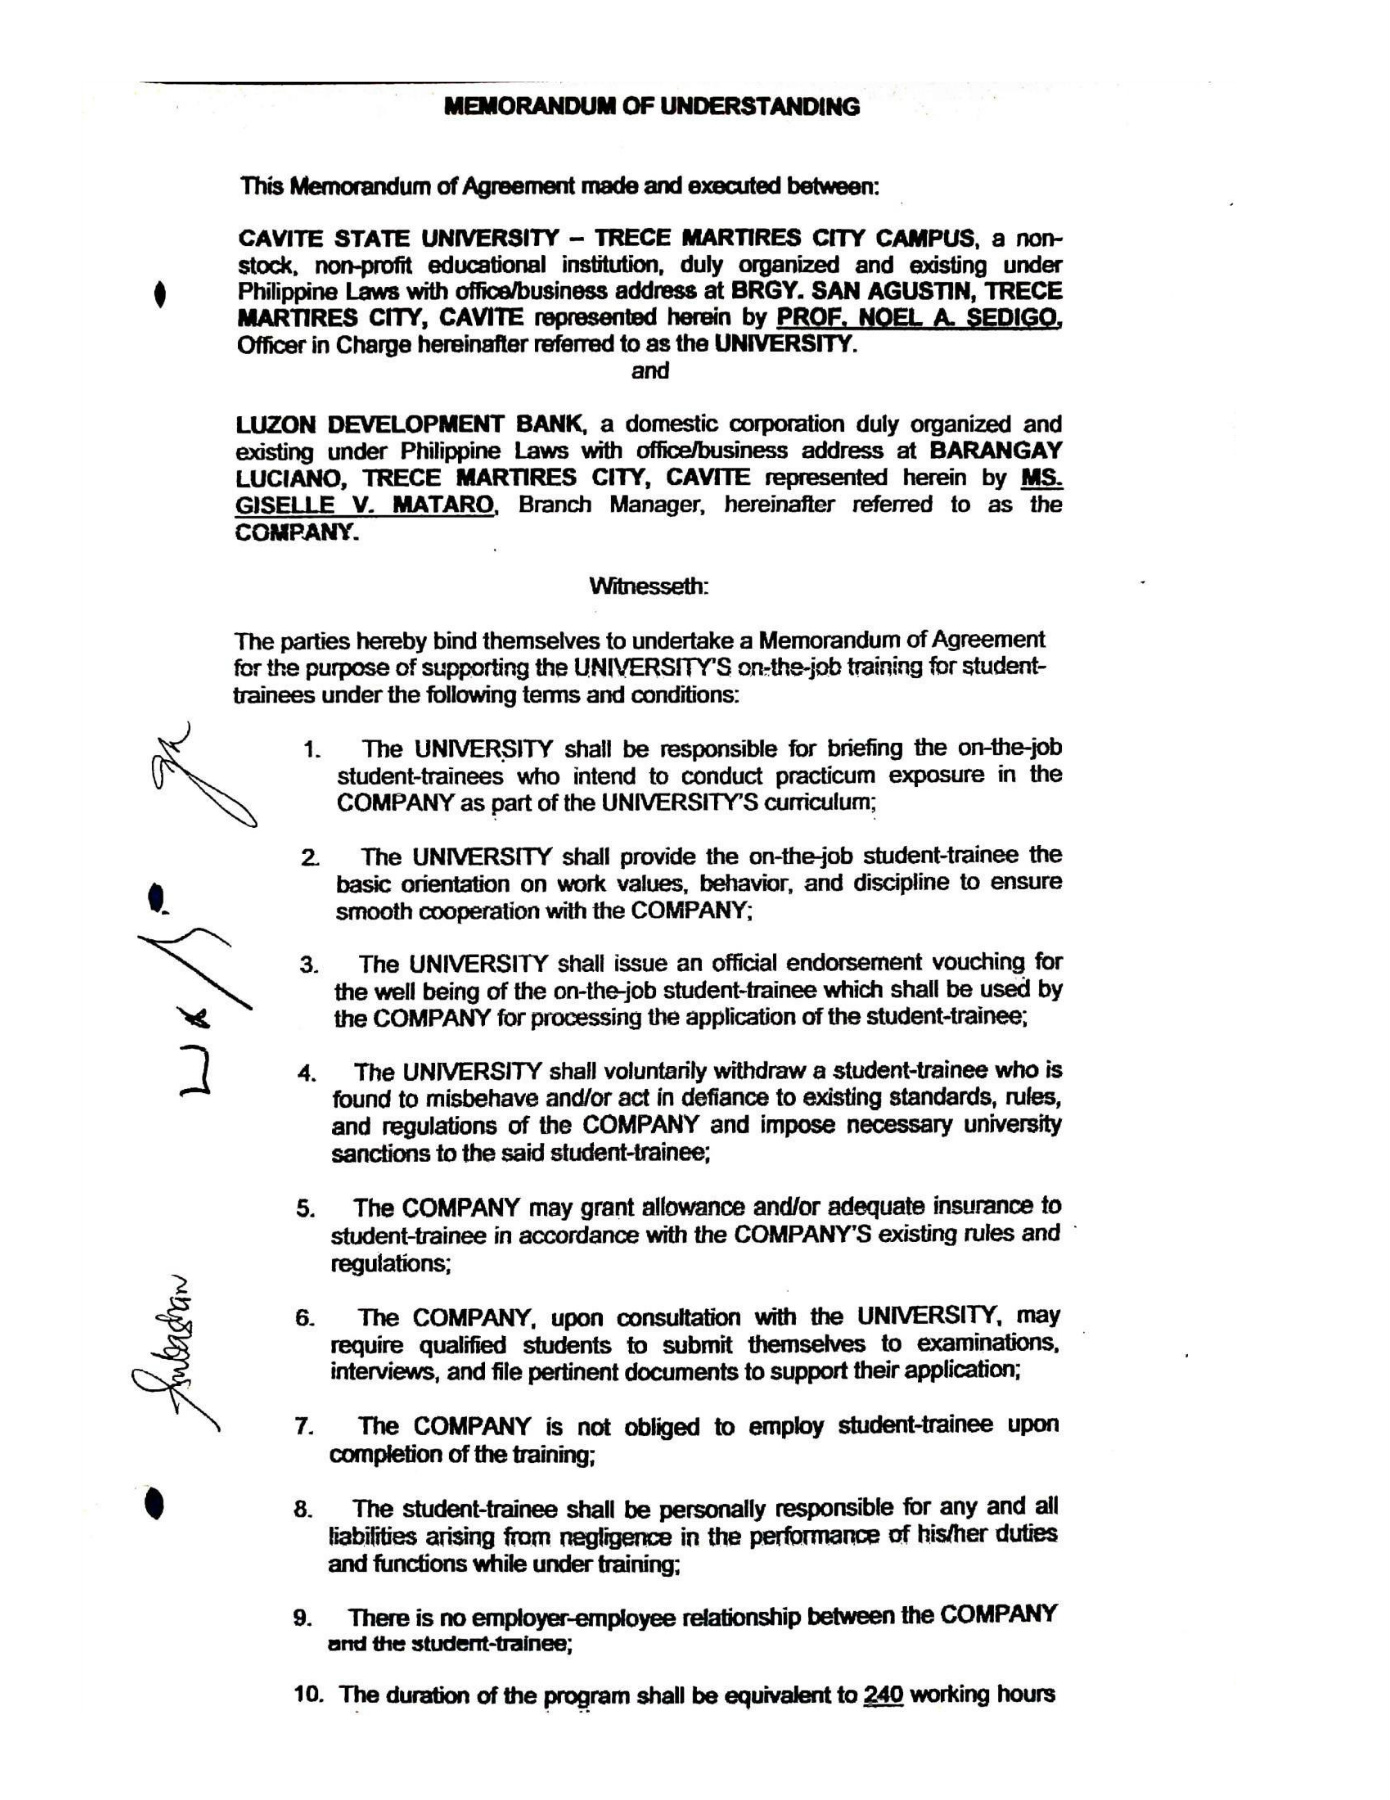 MEMORANDUM OF UNDERSTANDING
This Memorandum of Agreement made and executed between:
CAVITE STATE UNIVERSITY – TRECE MARTIRES CITY CAMPUS, a non-
stock, non-profit educational institution, duly organized and existing under
Philippine Laws with office/business address at BRGY. SAN AGUSTIN, TRECE
MARTIRES CITY, CAVITE represented herein by PROF. NOEL A. SEDIGO,
Officer in Charge hereinafter referred to as the UNIVERSITY.
and
LUZON DEVELOPMENT BANK, a domestic corporation duly organized and
existing under Philippine Laws with office/business address at BARANGAY
LUCIANO, TRECE MARTIRES CITY, CAVITE represented herein by MS.
GISELLE V. MATARO, Branch Manager, hereinafter referred to as the
COMPANY.
Witnesseth:
The parties hereby bind themselves to undertake a Memorandum of Agreement
for the purpose of supporting the UNIVERSITY'S on-the-job training for student-
trainees under the following terms and conditions:
1. The UNIVERSITY shall be responsible for briefing the on-the-job
student-trainees who intend to conduct practicum exposure in the
COMPANY as part of the UNIVERSITY'S curriculum;
2. The UNIVERSITY shall provide the on-the-job student-trainee the
basic orientation on work values, behavior, and discipline to ensure
smooth cooperation with the COMPANY;
3. The UNIVERSITY shall issue an official endorsement vouching for
the well being of the on-the-job student-trainee which shall be used by
the COMPANY for processing the application of the student-trainee;
4. The UNIVERSITY shall voluntarily withdraw a student-trainee who is
found to misbehave and/or act in defiance to existing standards, rules,
and regulations of the COMPANY and impose necessary university
sanctions to the said student-trainee;
5. The COMPANY may grant allowance and/or adequate insurance to
student-trainee in accordance with the COMPANY'S existing rules and
regulations;
6. The COMPANY, upon consultation with the UNIVERSITY, may
require qualified students to submit themselves to examinations,
interviews, and file pertinent documents to support their application;
7. The COMPANY is not obliged to employ student-trainee upon
completion of the training;
8. The student-trainee shall be personally responsible for any and all
liabilities arising from negligence in the performance of his/her duties
and functions while under training;
9. There is no employer-employee relationship between the COMPANY
and the student-trainee;
10. The duration of the program shall be equivalent to 240 working hours